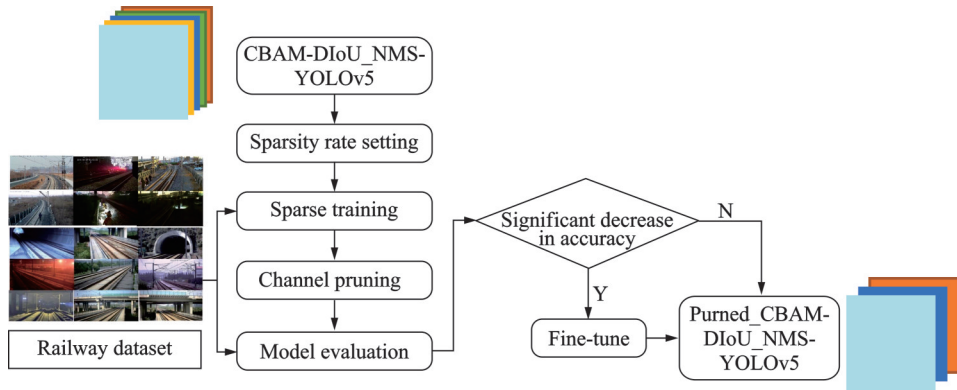 CBAM-DIoU_NMS-
YOLOv5
Sparsity rate setting
Sparse training
Channel pruning
Model evaluation
Railway dataset
Significant decrease
in accuracy
N
Y
Fine-tune
Purned_CBAM-
DIoU_NMS-
YOLOv5